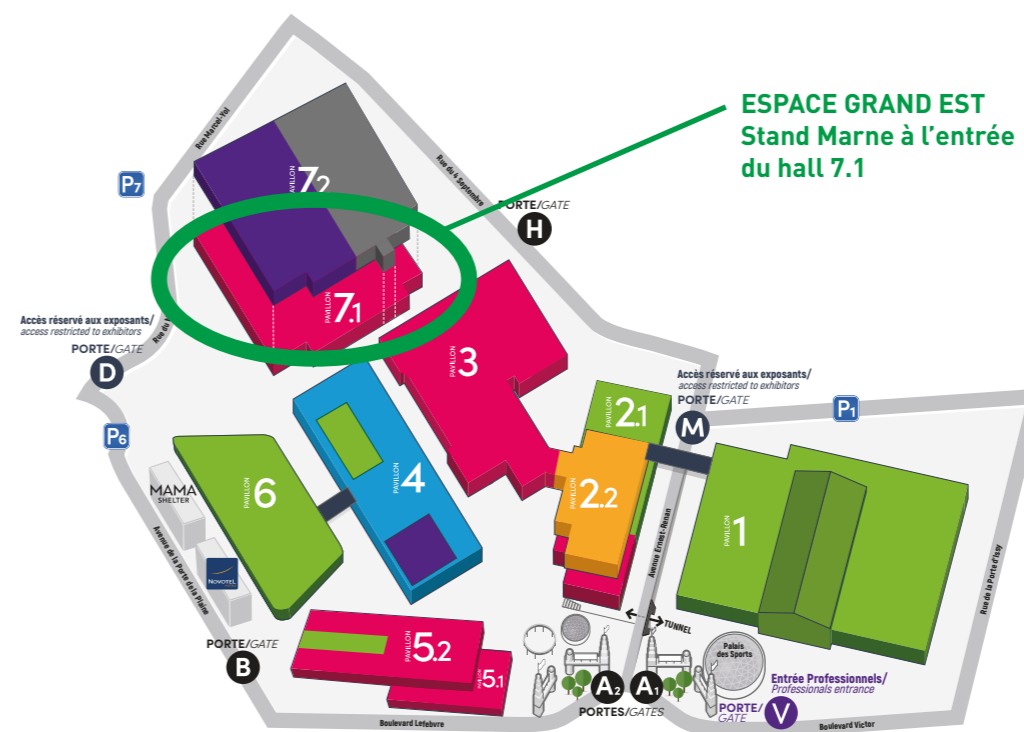 ESPACE GRAND EST
Stand Marne à l’entrée
du hall 7.1
Rue Marcel-Yol
P7
PAVILLON
7.2
Rue du 4 Septembre
PORTE/GATE
H
PAVILLON
7.1
Accès réservé aux exposants/
access restricted to exhibitors
Rue du
PORTE/GATE
D
PAVILLON
3
Accès réservé aux exposants/
access restricted to exhibitors
PORTE/GATE
M
P1
PAVILLON
2.1
P6
MAMA
SHELTER
PAVILLON
6
PAVILLON
4
PAVILLON
2.2
PAVILLON
1
Avenue de la Porte de la Plaine
NOVOTEL
Avenue Ernest-Renan
Rue de la Porte d'Issy
TUNNEL
PORTE/GATE
B
5.2
5.1
Palais
des Sports
A2
A1
PORTES/GATES
Entrée Professionnels/
Professionals entrance
PORTE/
GATE
V
Boulevard Lefebvre
Boulevard Victor